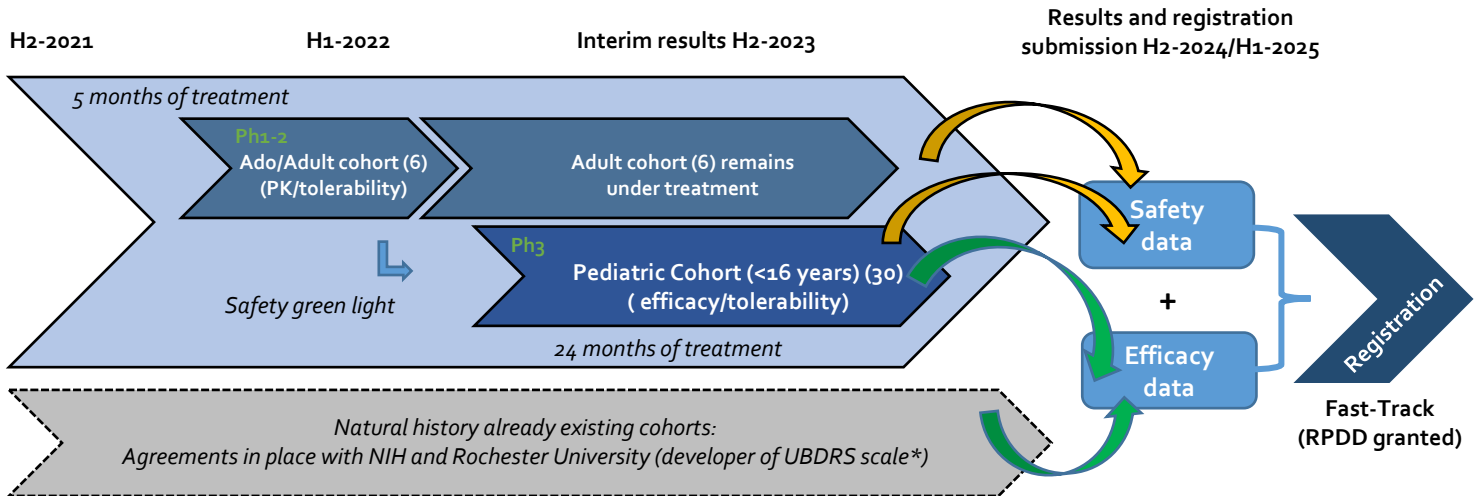 H2-2021
H1-2022
Interim results H2-2023
Results and registration
submission H2-2024/H1-2025
5 months of treatment
Ph1-2
Ado/Adult cohort (6)
(PK/tolerability)
Adult cohort (6) remains
under treatment
Safety green light
Ph3
Pediatric Cohort (<16 years) (30)
( efficacy/tolerability)
24 months of treatment
Safety
data
+
Efficacy
data
Registration
Fast-Track
(RPDD granted)
Natural history already existing cohorts:
Agreements in place with NIH and Rochester University (developer of UBDRS scale*)